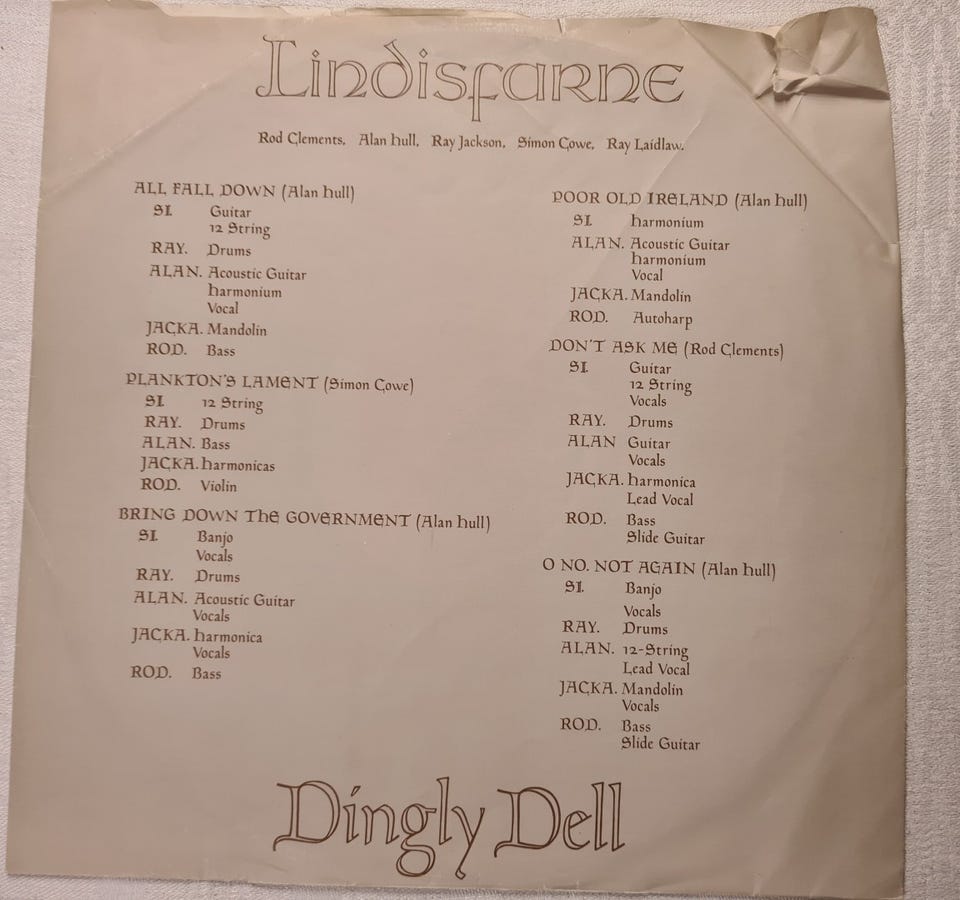 Lindisfarne
Rod Clements, Alan Hull, Ray Jackson, Simon Cowe, Ray Laidlaw.
ALL FALL DOWN (Alan Hull)
SI. Guitar
12 String
RAY. Drums
ALAN. Acoustic Guitar
Harmonium
Vocal
JACKA. Mandolin
ROD. Bass
PLANKTON'S LAMENT (Simon Cowe)
SI. 12 String
RAY. Drums
ALAN. Bass
JACKA. Harmonicas
ROD. Violin
BRING DOWN THE GOVERNMENT (Alan Hull)
SI. Banjo
Vocals
RAY. Drums
ALAN. Acoustic Guitar
Vocals
JACKA. Harmonica
Vocals
ROD. Bass
POOR OLD IRELAND (Alan Hull)
SI. Harmonium
ALAN. Acoustic Guitar
Harmonium
Vocal
JACKA. Mandolin
ROD. Autoharp
DON'T ASK ME (Rod Clements)
SI. Guitar
12 String
Vocals
RAY. Drums
ALAN Guitar
Vocals
JACKA. Harmonica
Lead Vocal
ROD. Bass
Slide Guitar
O NO. NOT AGAIN (Alan Hull)
SI. Banjo
Vocals
RAY. Drums
ALAN. 12-String
Lead Vocal
JACKA. Mandolin
Vocals
ROD. Bass
Slide Guitar
Dingly Dell